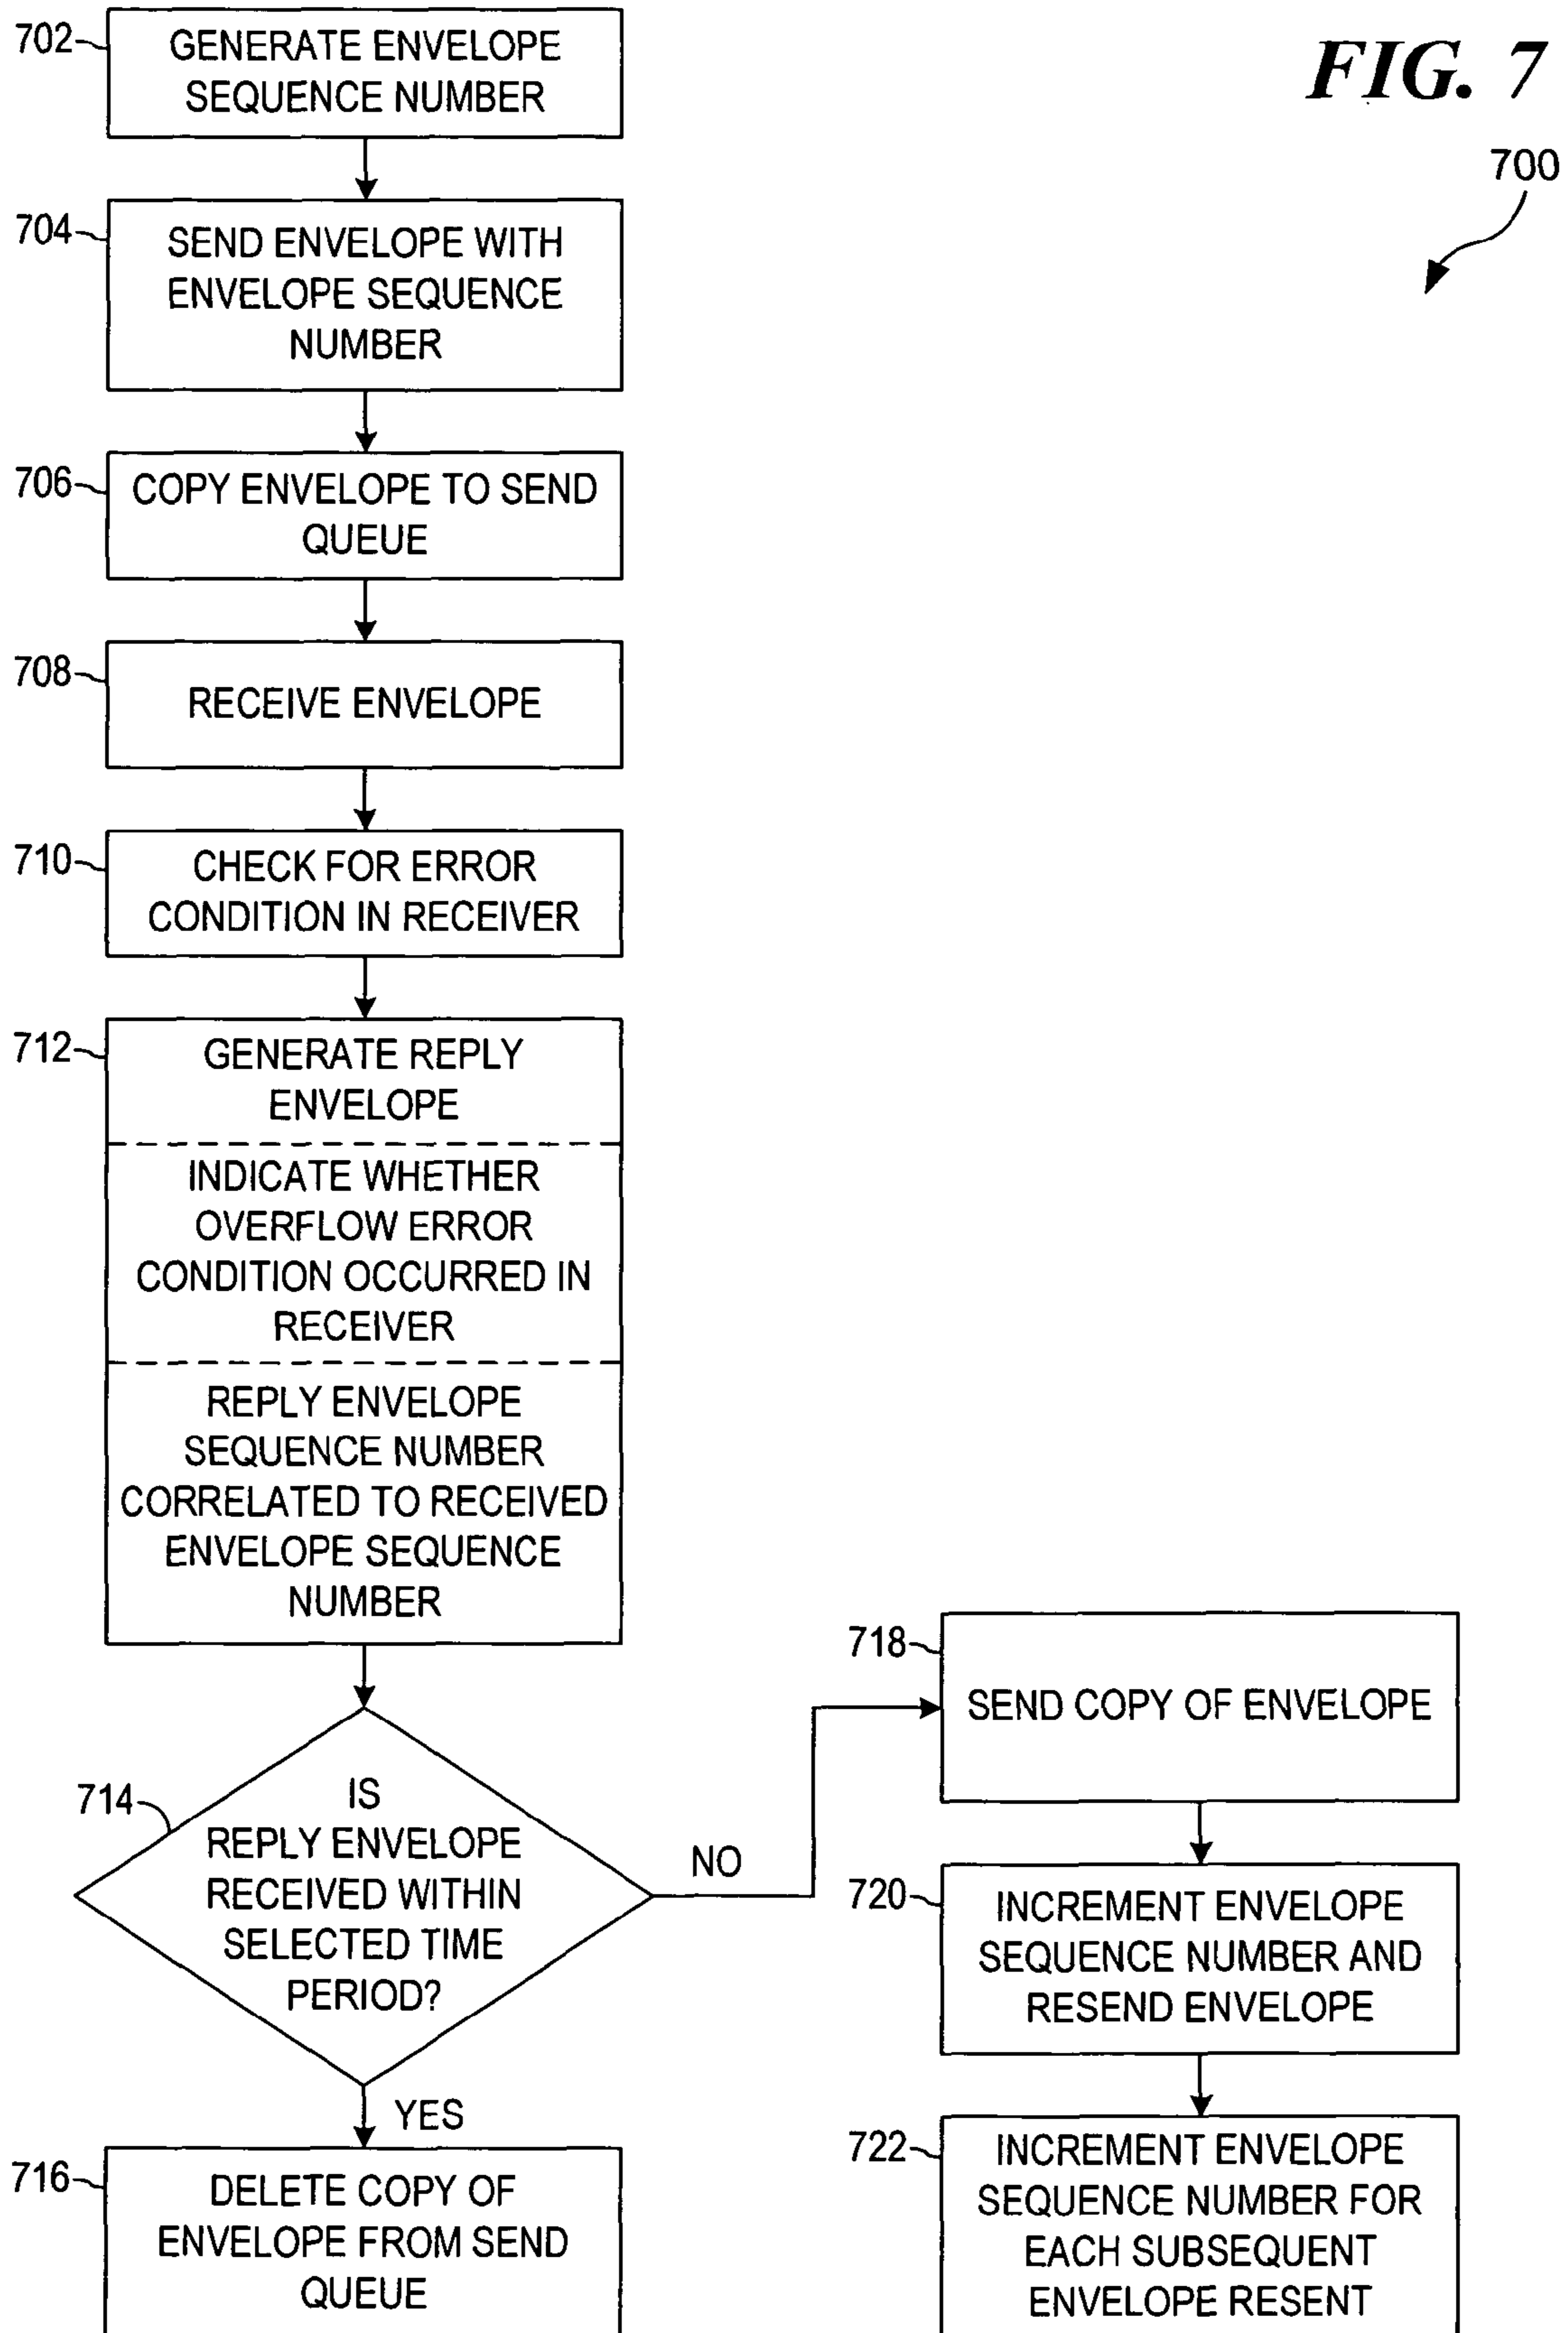 FIG. 7
700
702
GENERATE ENVELOPE
SEQUENCE NUMBER
704
SEND ENVELOPE WITH
ENVELOPE SEQUENCE
NUMBER
706
COPY ENVELOPE TO SEND
QUEUE
708
RECEIVE ENVELOPE
710
CHECK FOR ERROR
CONDITION IN RECEIVER
712
GENERATE REPLY
ENVELOPE
INDICATE WHETHER
OVERFLOW ERROR
CONDITION OCCURRED IN
RECEIVER
REPLY ENVELOPE
SEQUENCE NUMBER
CORRELATED TO RECEIVED
ENVELOPE SEQUENCE
NUMBER
714
IS
REPLY ENVELOPE
RECEIVED WITHIN
SELECTED TIME
PERIOD?
NO
YES
716
DELETE COPY OF
ENVELOPE FROM SEND
QUEUE
718
SEND COPY OF ENVELOPE
720
INCREMENT ENVELOPE
SEQUENCE NUMBER AND
RESEND ENVELOPE
722
INCREMENT ENVELOPE
SEQUENCE NUMBER FOR
EACH SUBSEQUENT
ENVELOPE RESENT